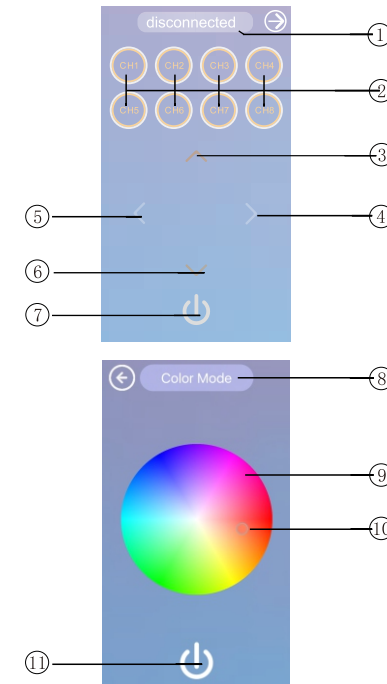 disconnected ①
CH1 CH2 CH3 CH4
②
CH5 CH6 CH7 CH8
③
⑤ ④
⑥
⑦
Color Mode ⑧
⑨
⑩
⑪